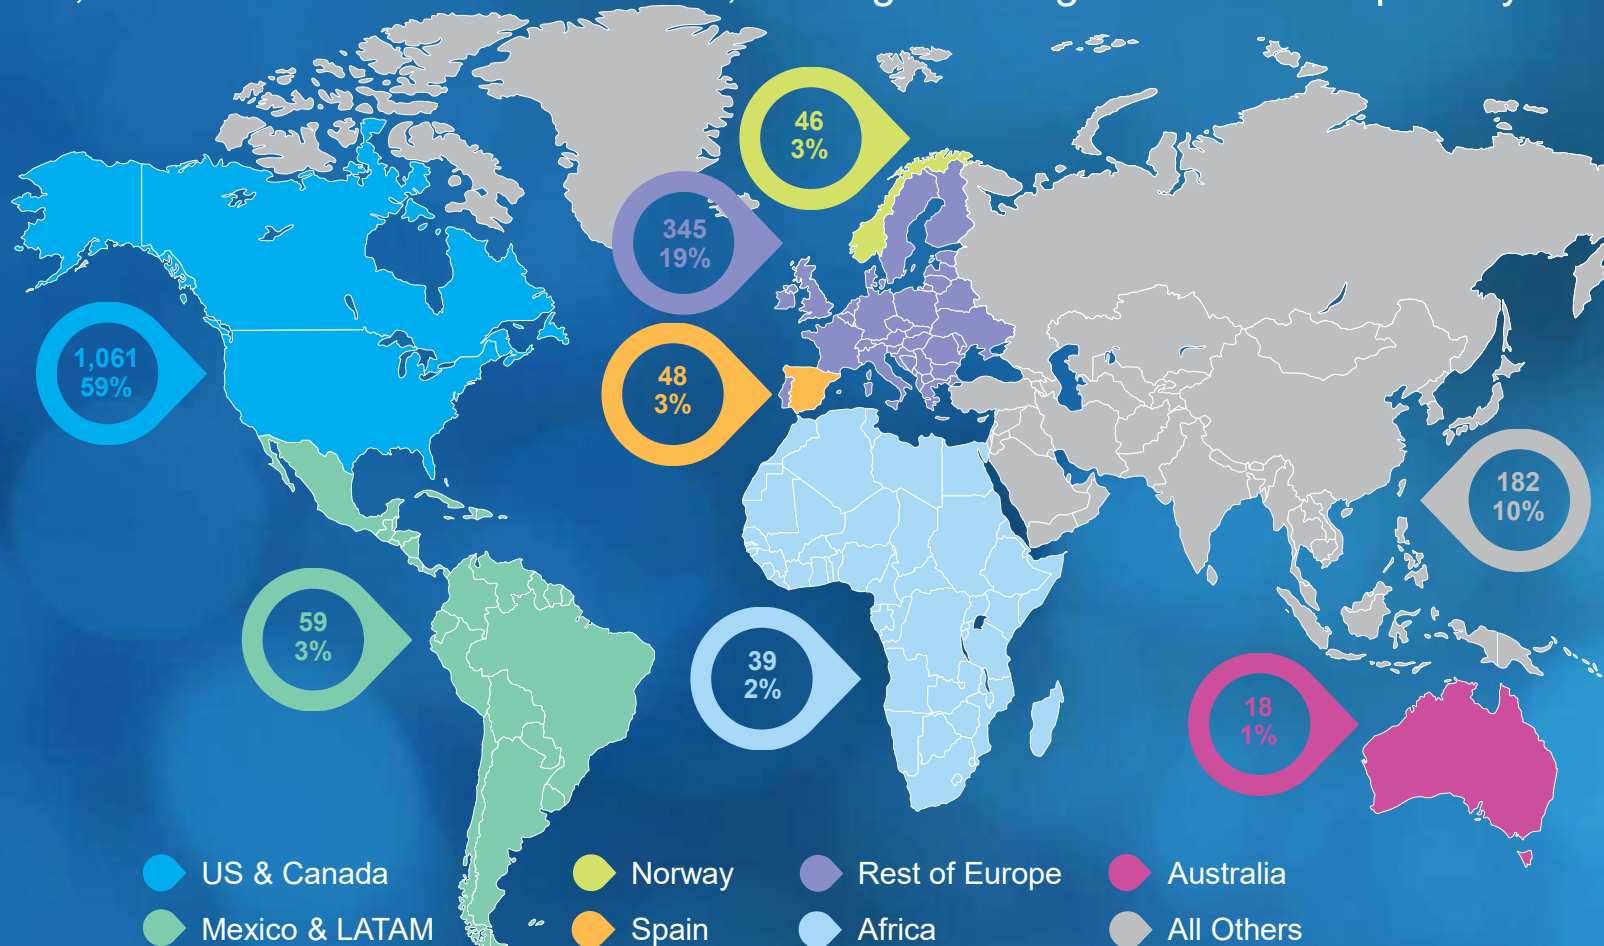 46
3%
345
19%
1,061
59%
48
3%
182
10%
59
3%
39
2%
18
1%
US & Canada
Norway
Rest of Europe
Australia
Mexico & LATAM
Spain
Africa
All Others